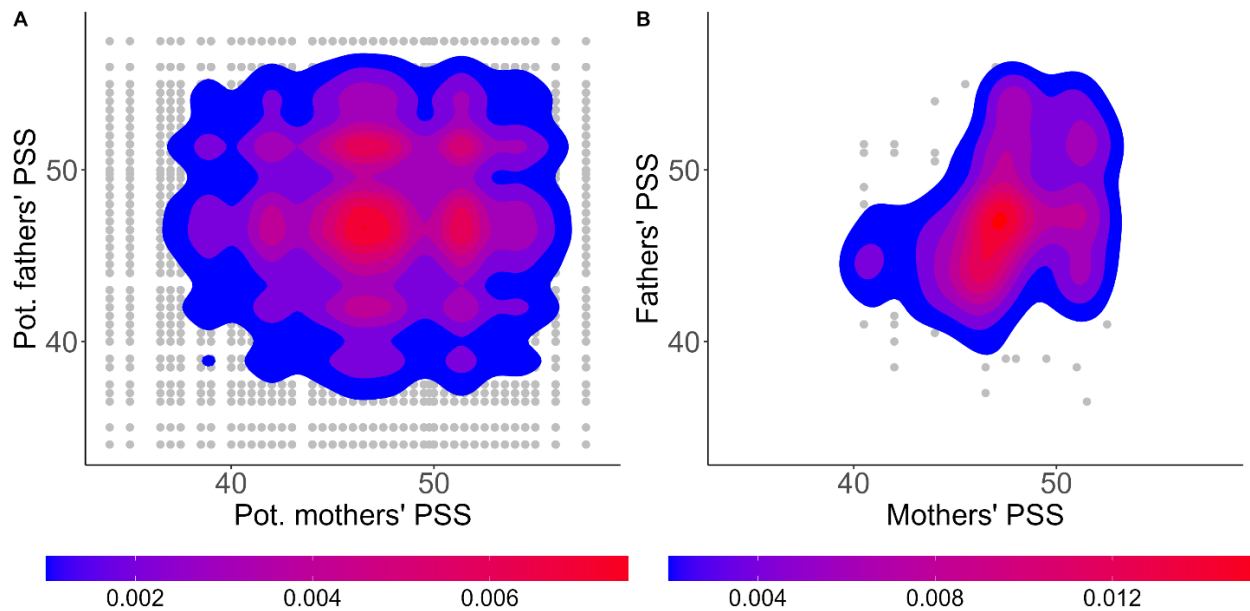 A
Pot. fathers' PSS
50
40
40 50
Pot. mothers' PSS
0.002 0.004 0.006
B
Fathers' PSS
50
40
40 50
Mothers' PSS
0.004 0.008 0.012